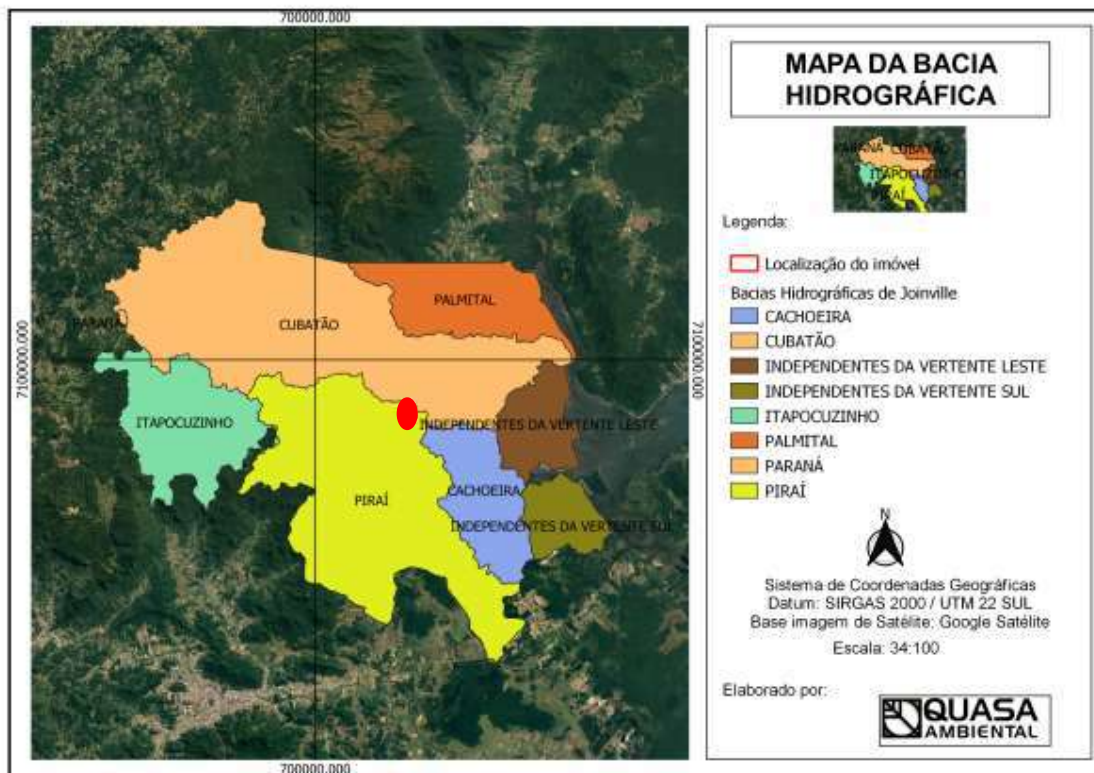 700000.000
7100000.000
7100000.000
700000.000
PALMITAL
CUBATÃO
PARANÁ
ITAPOCUZINHO
INDEPENDENTES DA VERTENTE LESTE
PIRAÍ
CACHOEIRA
INDEPENDENTES DA VERTENTE SUL
MAPA DA BACIA
HIDROGRÁFICA
PARANÁ CUBATÃO
ITAPOCUZINHO
PIRAÍ
Legenda:
Localização do imóvel
Bacias Hidrográficas de Joinville
CACHOEIRA
CUBATÃO
INDEPENDENTES DA VERTENTE LESTE
INDEPENDENTES DA VERTENTE SUL
ITAPOCUZINHO
PALMITAL
PARANÁ
PIRAÍ
N
Sistema de Coordenadas Geográficas
Datum: SIRGAS 2000 / UTM 22 SUL
Base imagem de Satélite: Google Satélite
Escala: 34:100
Elaborado por:
QUASA
AMBIENTAL